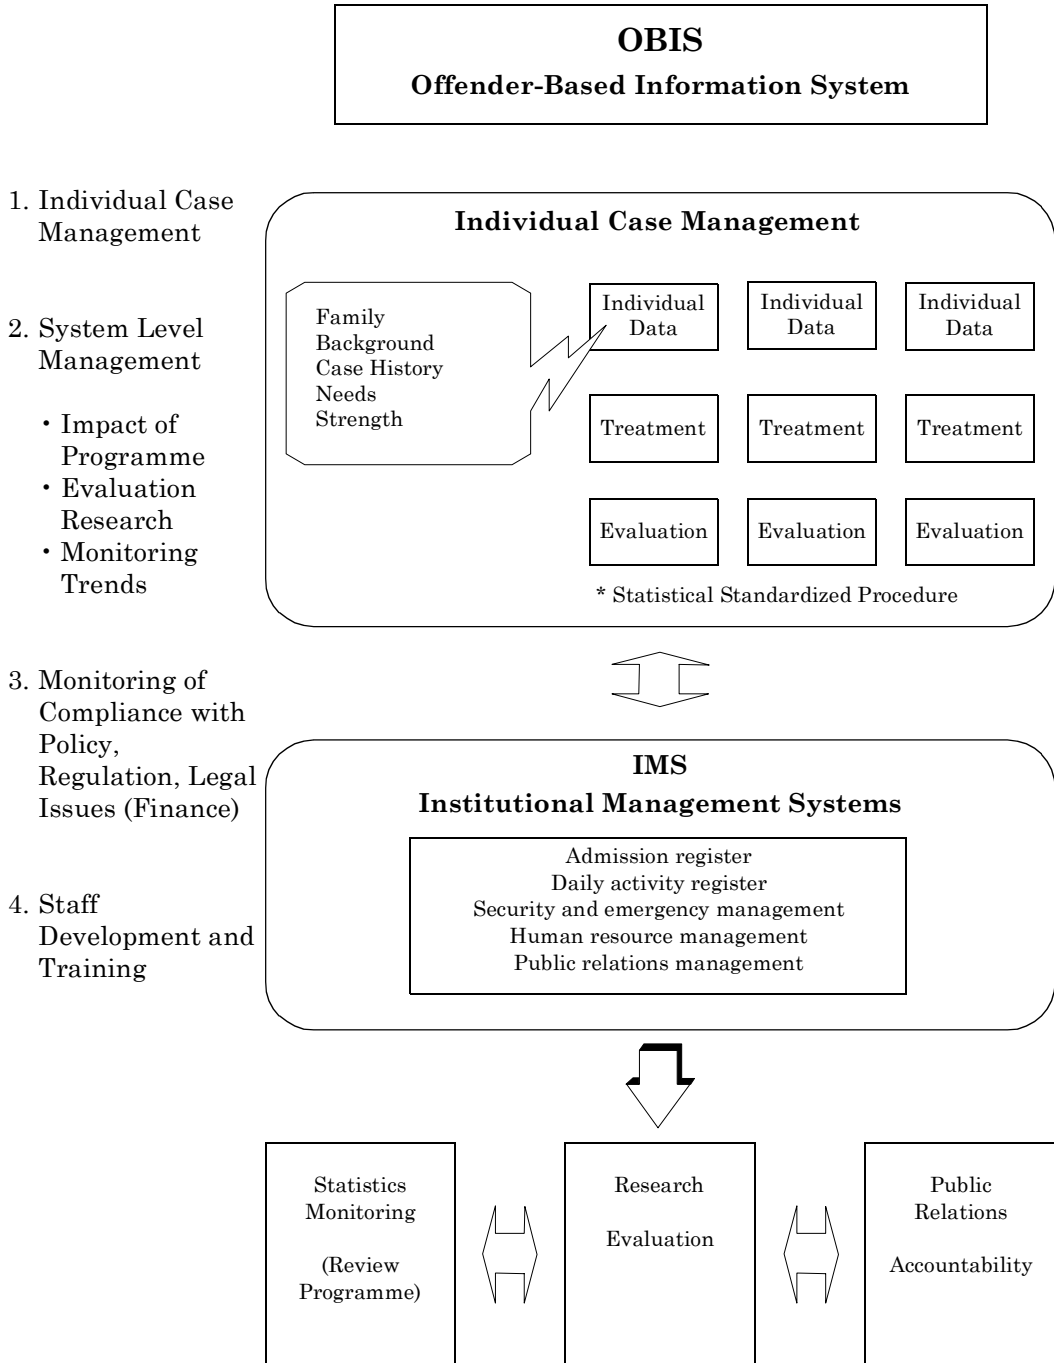 OBIS
Offender-Based Information System
1. Individual Case
Management
2. System Level
Management
・Impact of
Programme
・Evaluation
Research
・Monitoring
Trends
3. Monitoring of
Compliance with
Policy,
Regulation, Legal
Issues (Finance)
4. Staff
Development and
Training
Individual Case Management
Family
Background
Case History
Needs
Strength
Individual
Data
Individual
Data
Individual
Data
Treatment
Treatment
Treatment
Evaluation
Evaluation
Evaluation
* Statistical Standardized Procedure
IMS
Institutional Management Systems
Admission register
Daily activity register
Security and emergency management
Human resource management
Public relations management
Statistics
Monitoring
(Review
Programme)
Research
Evaluation
Public
Relations
Accountability